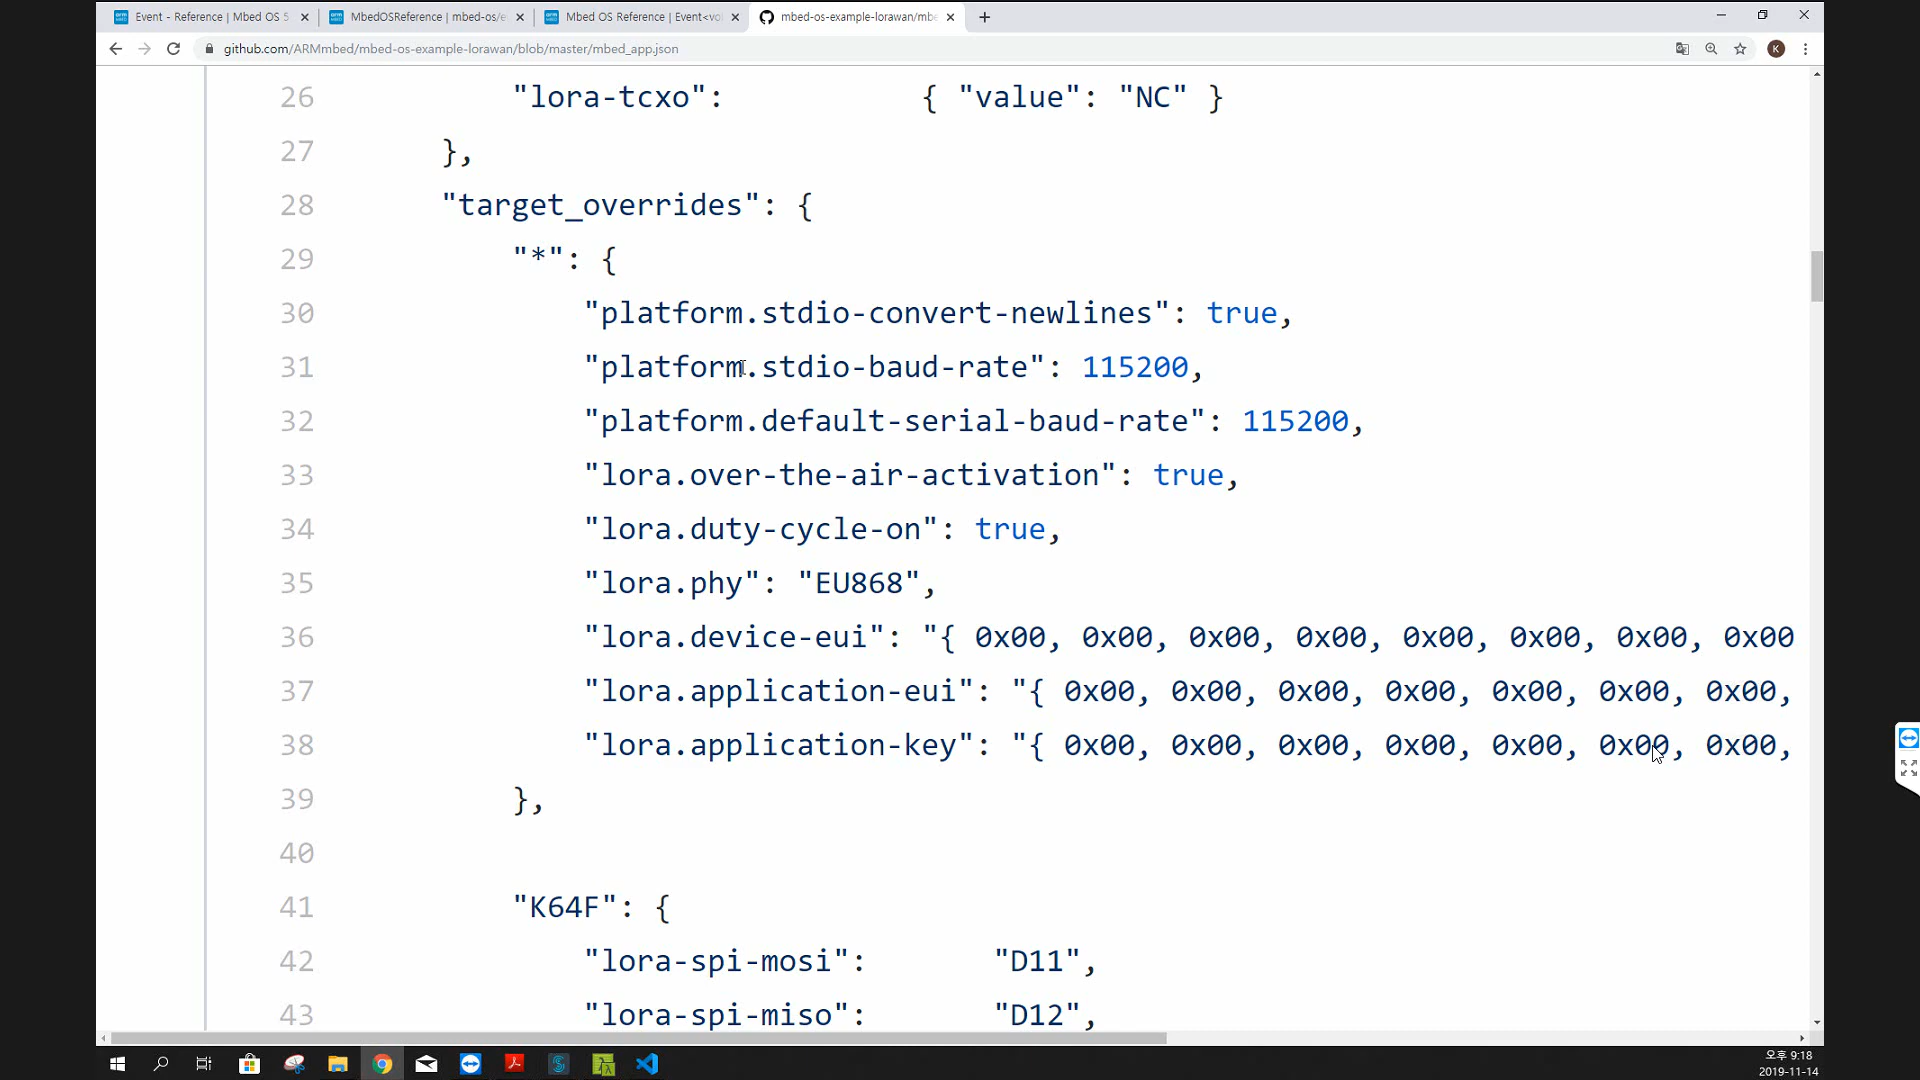 Event - Reference | Mbed OS 5
MbedOSReference | mbed-os/e
Mbed OS Reference | Event<vo
mbed-os-example-lorawan/mbe
github.com/ARMmbed/mbed-os-example-lorawan/blob/master/mbed_app.json
K
26 "lora-tcxo": { "value": "NC" }
27 },
28 "target_overrides": {
29 "*": {
30 "platform.stdio-convert-newlines": true,
31 "platform.stdio-baud-rate": 115200,
32 "platform.default-serial-baud-rate": 115200,
33 "lora.over-the-air-activation": true,
34 "lora.duty-cycle-on": true,
35 "lora.phy": "EU868",
36 "lora.device-eui": "{ 0x00, 0x00, 0x00, 0x00, 0x00, 0x00, 0x00, 0x00
37 "lora.application-eui": "{ 0x00, 0x00, 0x00, 0x00, 0x00, 0x00, 0x00,
38 "lora.application-key": "{ 0x00, 0x00, 0x00, 0x00, 0x00, 0x00, 0x00,
39 },
40
41 "K64F": {
42 "lora-spi-mosi": "D11",
43 "lora-spi-miso": "D12",
오후 9:18
2019-11-14